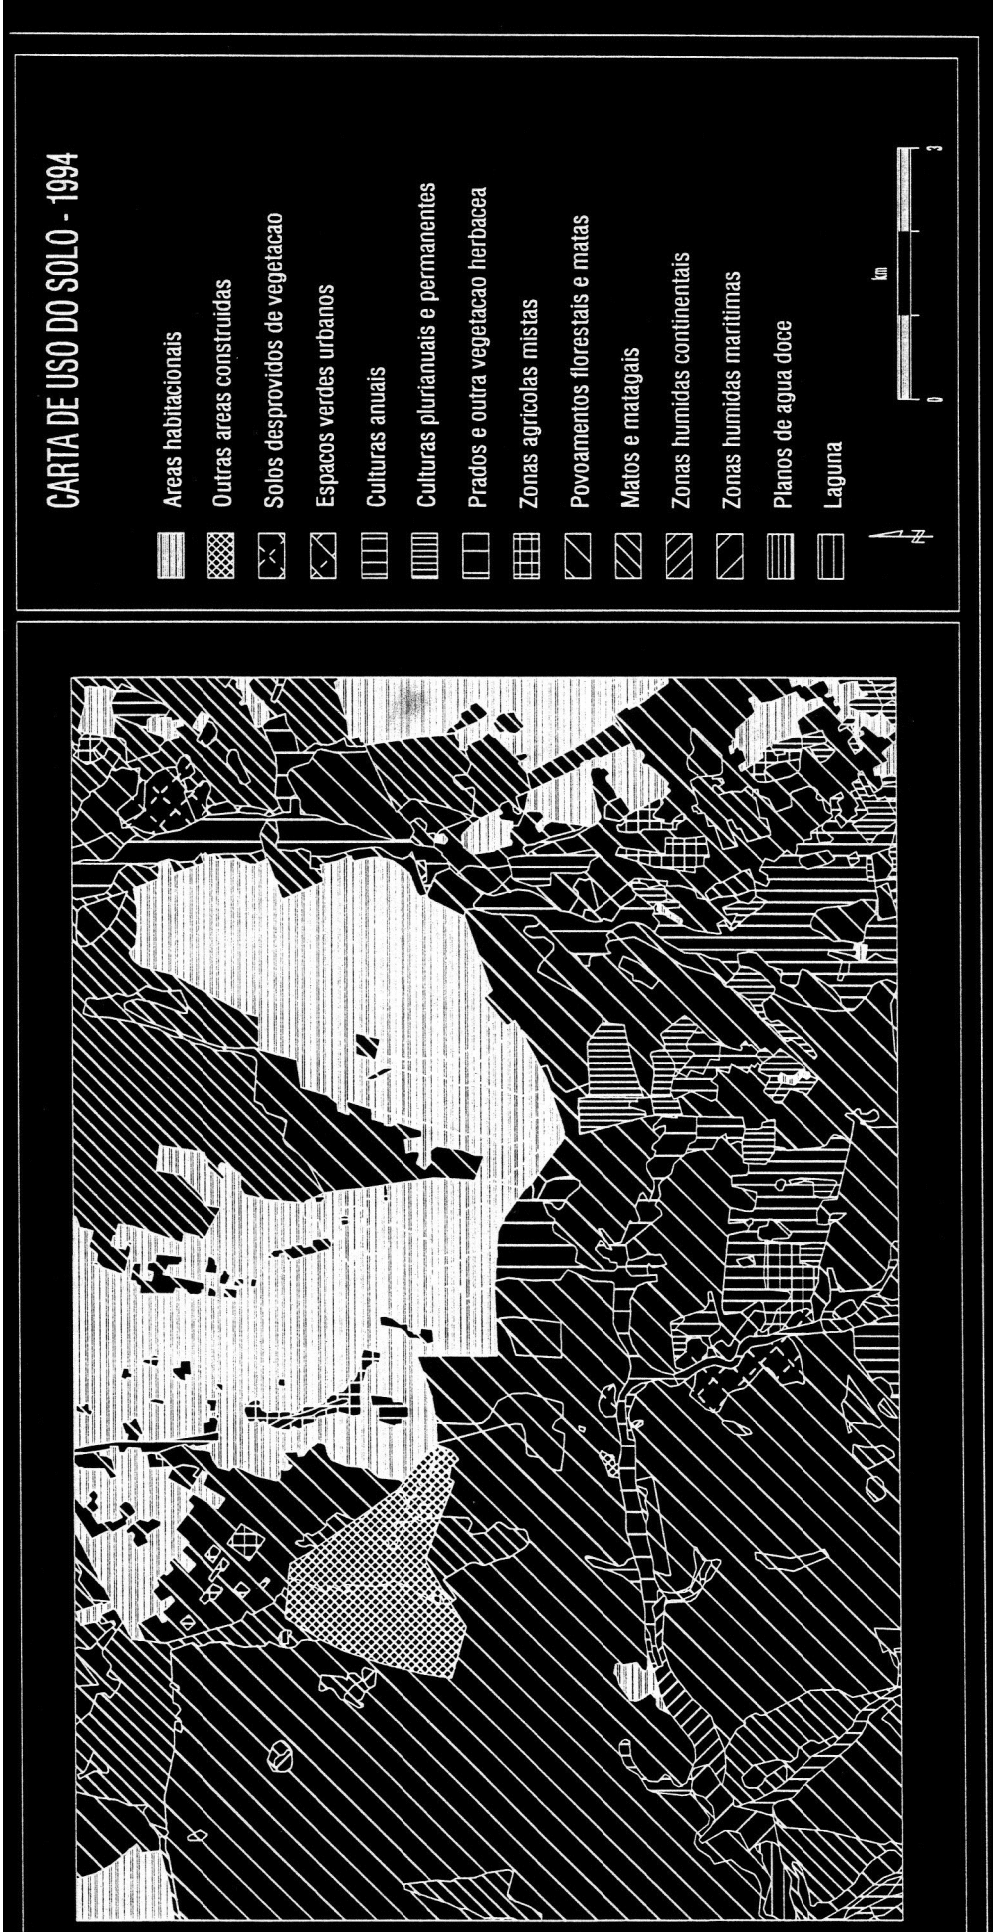 CARTA DE USO DO SOLO - 1994
Areas habitacionais
Outras areas construidas
Solos desprovidos de vegetacao
Espacos verdes urbanos
Culturas anuais
Culturas plurianuais e permanentes
Prados e outra vegetacao herbacea
Zonas agricolas mistas
Povoamentos florestais e matas
Matos e matagais
Zonas humidas continentais
Zonas humidas maritimas
Planos de agua doce
Laguna
N
km
0 3